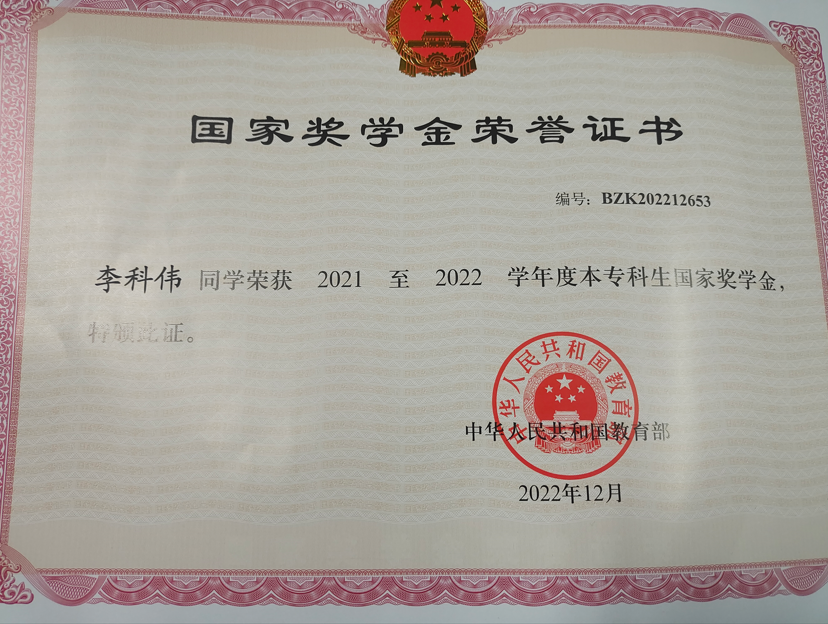 国家奖学金荣誉证书
编号：BZK202212653
李科伟 同学荣获 2021 至 2022 学年度本专科生国家奖学金，
特颁此证。
中华人民共和国教育部
中华人民共和国教育部
2022年12月